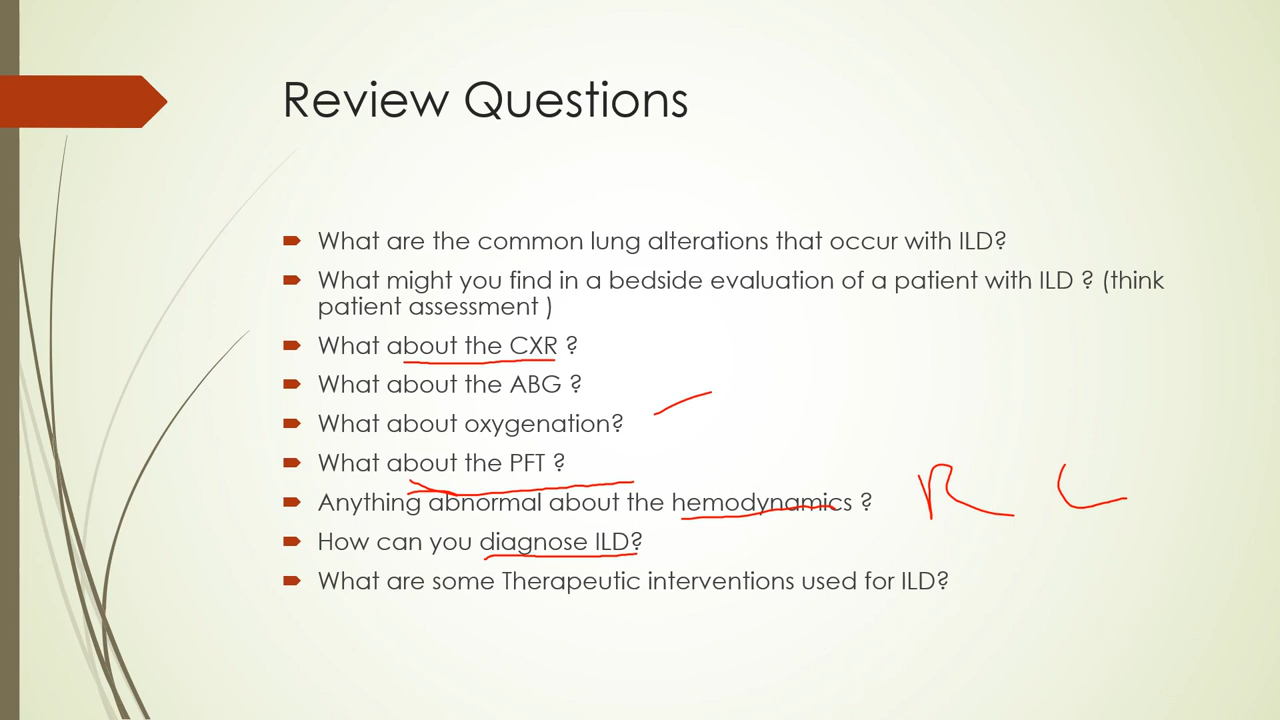 Review Questions
What are the common lung alterations that occur with ILD?
What might you find in a bedside evaluation of a patient with ILD ? (think
patient assessment )
What about the CXR ?
What about the ABG ?
What about oxygenation?
What about the PFT ?
Anything abnormal about the hemodynamics ?
R L
How can you diagnose ILD?
What are some Therapeutic interventions used for ILD?